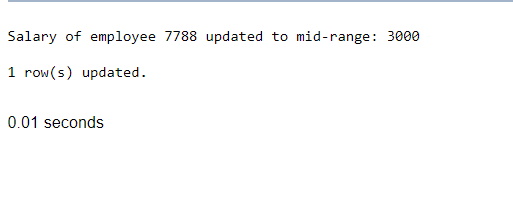 Salary of employee 7788 updated to mid-range: 3000
1 row(s) updated.
0.01 seconds